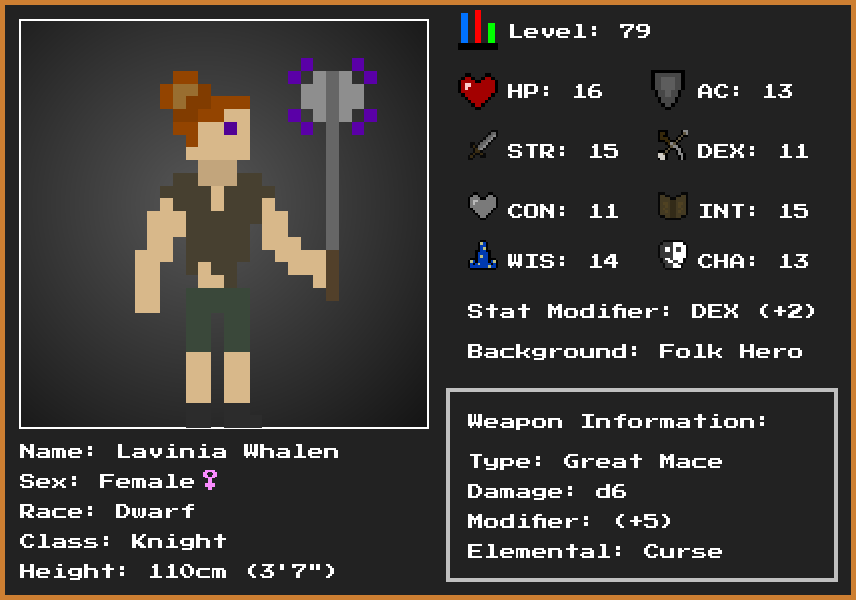 Level: 79
HP: 16
AC: 13
STR: 15
DEX: 11
CON: 11
INT: 15
WIS: 14
CHA: 13
Stat Modifier: DEX (+2)
Background: Folk Hero
Weapon Information:
Type: Great Mace
Damage: d6
Modifier: (+5)
Elemental: Curse
Name: Lavinia Whalen
Sex: Female♀
Race: Dwarf
Class: Knight
Height: 110cm (3'7")